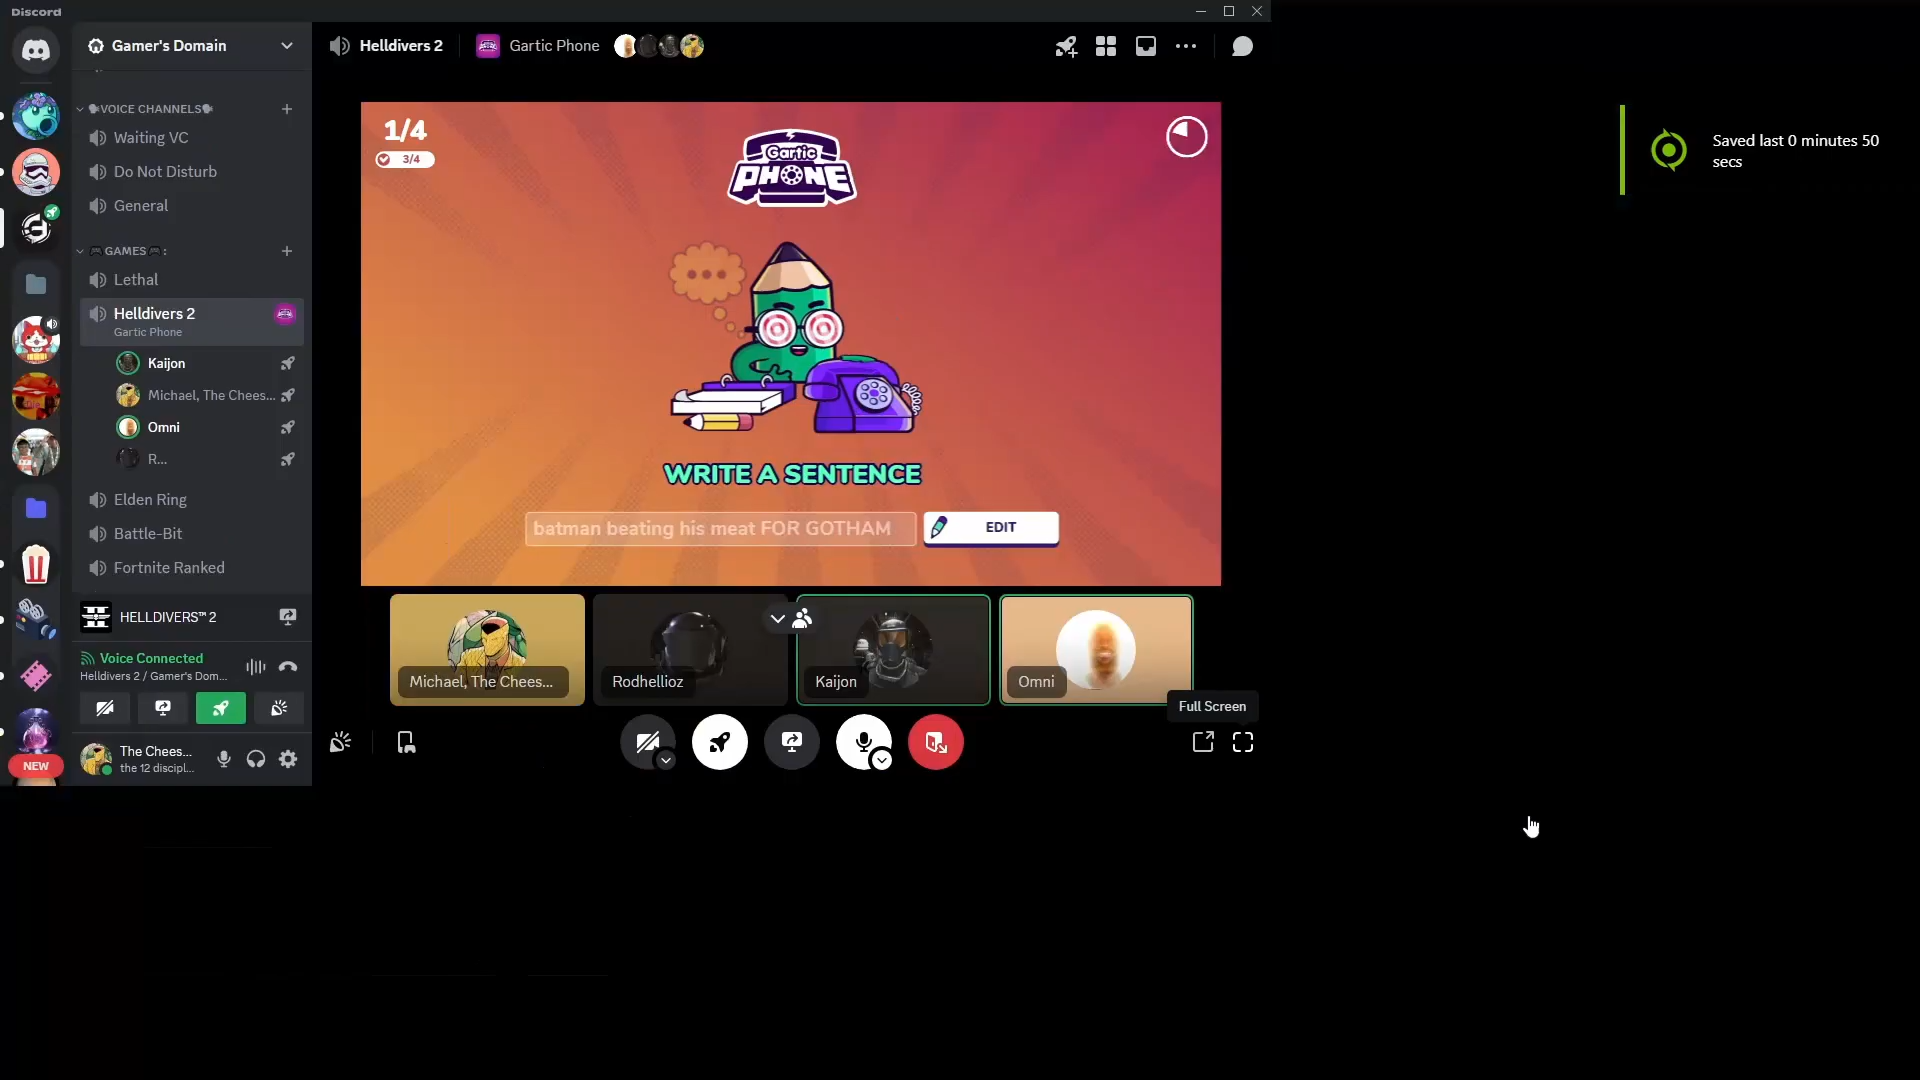 Discord
Gamer's Domain
VOICE CHANNELS
Waiting VC
Do Not Disturb
General
GAMES :
Lethal
Helldivers 2
Gartic Phone
Kaijon
Michael, The Chees...
Omni
R...
Elden Ring
Battle-Bit
Fortnite Ranked
HELLDIVERS™ 2
Voice Connected
Helldivers 2 / Gamer's Dom...
The Chees...
the 12 discipl...
NEW
Helldivers 2
Gartic Phone
1/4
3/4
Gartic
PHONE
WRITE A SENTENCE
batman beating his meat FOR GOTHAM
EDIT
Michael, The Chees...
Rodhellioz
Kaijon
Omni
Full Screen
Saved last 0 minutes 50
secs